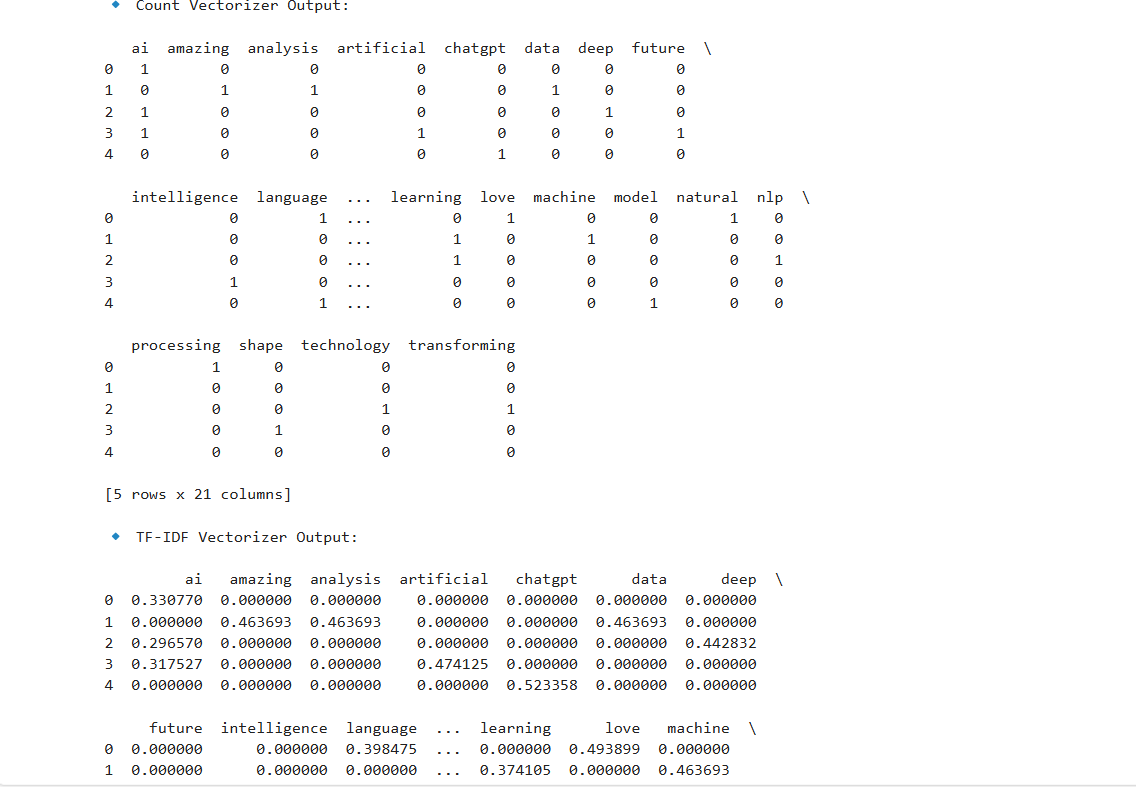 Count Vectorizer Output:
ai amazing analysis artificial chatgpt data deep future \
0 1 0 0 0 0 0 0 0
1 0 1 1 0 0 1 0 0
2 1 0 0 0 0 0 1 0
3 1 0 0 1 0 0 0 1
4 0 0 0 0 1 0 0 0
intelligence language ... learning love machine model natural nlp \
0 0 1 ... 0 1 0 0 1 0
1 0 0 ... 1 0 1 0 0 0
2 0 0 ... 1 0 0 0 0 1
3 1 0 ... 0 0 0 0 0 0
4 0 1 ... 0 0 0 1 0 0
processing shape technology transforming
0 1 0 0 0
1 0 0 0 0
2 0 0 1 1
3 0 1 0 0
4 0 0 0 0
[5 rows x 21 columns]
TF-IDF Vectorizer Output:
ai amazing analysis artificial chatgpt data deep \
0 0.330770 0.000000 0.000000 0.000000 0.000000 0.000000 0.000000
1 0.000000 0.463693 0.463693 0.000000 0.000000 0.463693 0.000000
2 0.296570 0.000000 0.000000 0.000000 0.000000 0.000000 0.442832
3 0.317527 0.000000 0.000000 0.474125 0.000000 0.000000 0.000000
4 0.000000 0.000000 0.000000 0.000000 0.523358 0.000000 0.000000
future intelligence language ... learning love machine \
0 0.000000 0.000000 0.398475 ... 0.000000 0.493899 0.000000
1 0.000000 0.000000 0.000000 ... 0.374105 0.000000 0.463693